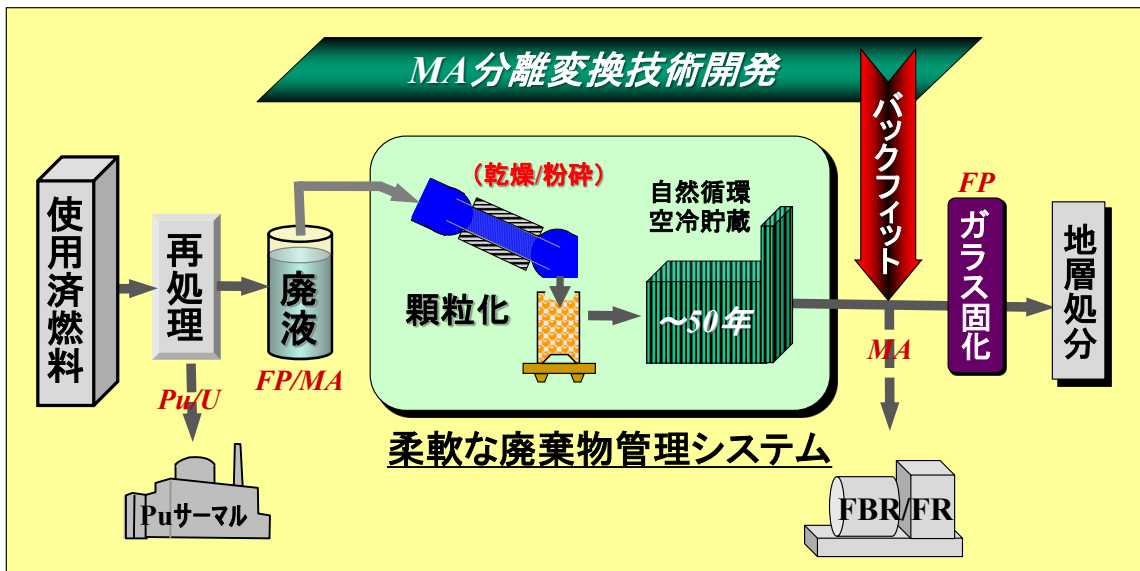 MA分離変換技術開発
バックフィット
使用済燃料
再処理
Pu/U
Puサーマル
廃液
FP/MA
(乾燥/粉砕)
顆粒化
自然循環
空冷貯蔵
～50年
柔軟な廃棄物管理システム
MA
FBR/FR
FP
ガラス固化
地層処分